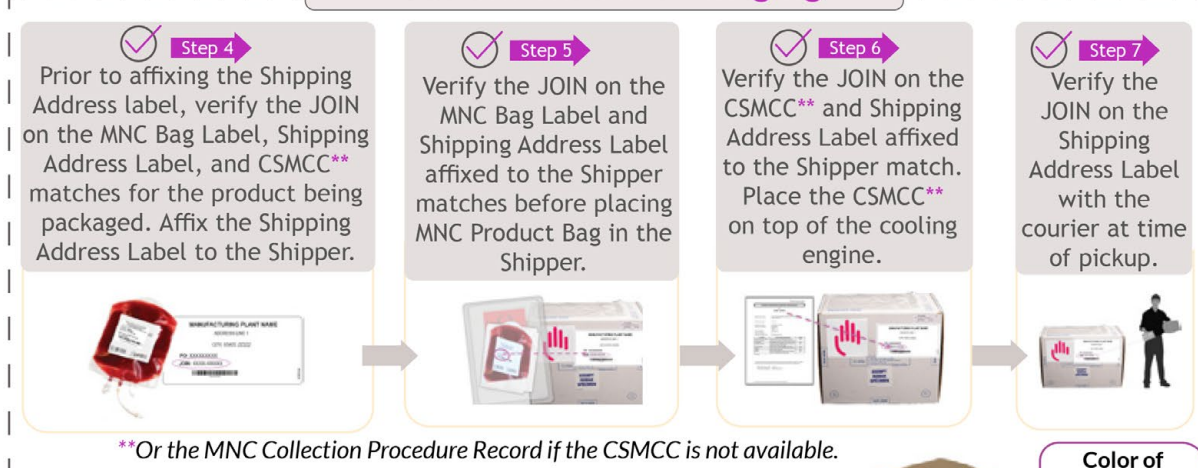 Step 4
Prior to affixing the Shipping
Address label, verify the JOIN
on the MNC Bag Label, Shipping
Address Label, and CSMCC**
matches for the product being
packaged. Affix the Shipping
Address Label to the Shipper.
Step 5
Verify the JOIN on the
MNC Bag Label and
Shipping Address Label
affixed to the Shipper
matches before placing
MNC Product Bag in the
Shipper.
Step 6
Verify the JOIN on the
CSMCC** and Shipping
Address Label affixed
to the Shipper match.
Place the CSMCC**
on top of the cooling
engine.
Step 7
Verify the
JOIN on the
Shipping
Address Label
with the
courier at time
of pickup.
MANUFACTURING PLANT NAME
ADDRESS LINE 1
**Or the MNC Collection Procedure Record if the CSMCC is not available.
Color of